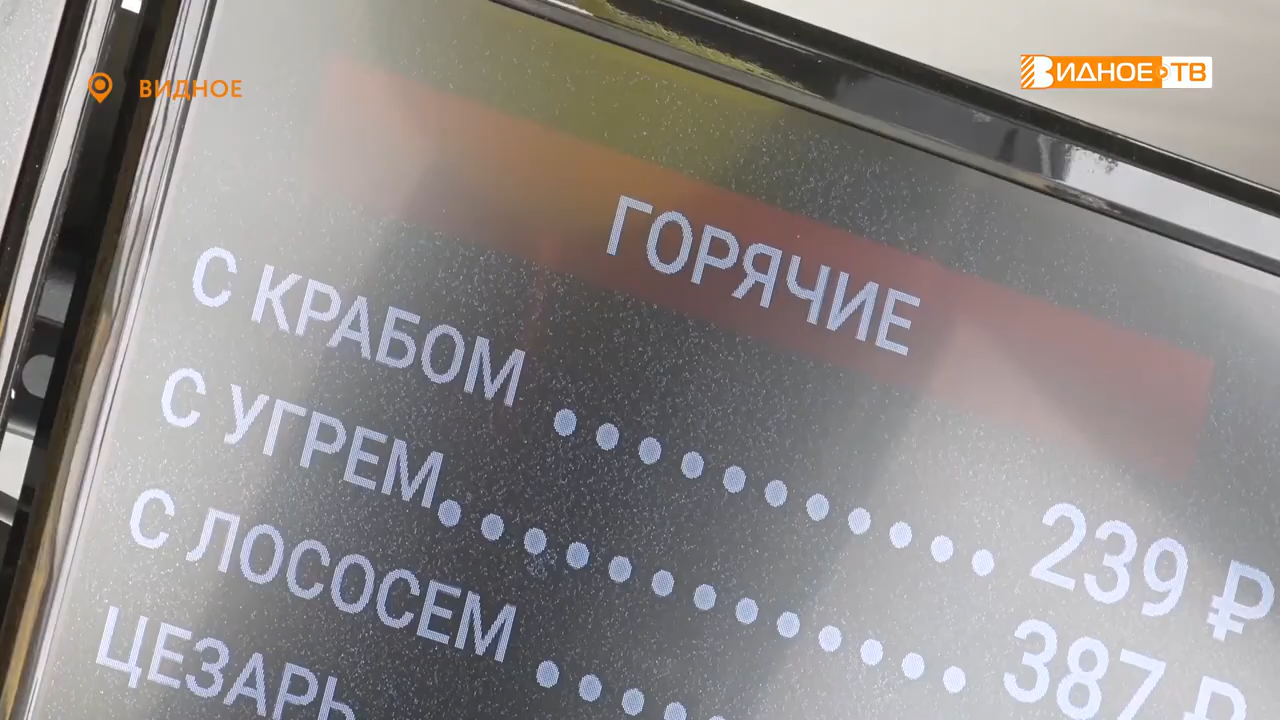 ВИДНОЕ
ВИДНОЕ ТВ
ГОРЯЧИЕ
С КРАБОМ ........... 239 ₽
С УГРЕМ............. 387 ₽
С ЛОСОСЕМ .....
ЦЕЗАРЬ